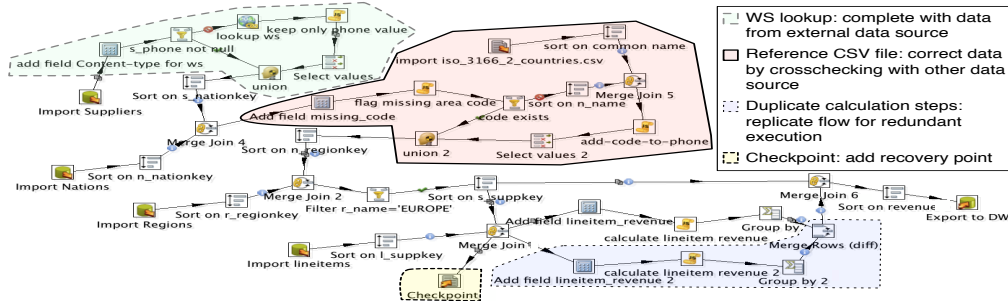 s_phone not null
lookup ws
keep only phone value
add field Content-type for ws
union
Select values
Import Suppliers
Sort on s_nationkey
Merge Join 4
Import Nations
Sort on n_nationkey
Import Regions
Sort on r_regionkey
Sort on n_regionkey
Merge Join 2
Filter r_name='EUROPE'
Sort on s_suppkey
sort on common name
import iso_3166_2_countries.csv
Merge Join 5
flag missing area code
sort on n_name
Add field missing_code
code exists
add-code-to-phone
union 2
Select values 2
Import lineitems
Sort on l_suppkey
Merge Join
Add field lineitem_revenue
calculate lineitem revenue
Group by
Merge Rows (diff)
Merge Join 6
Sort on revenue
Export to DW
Add field lineitem_revenue 2
calculate lineitem revenue 2
Group by 2
Checkpoint
WS lookup: complete with data
from external data source
Reference CSV file: correct data
by crosschecking with other data
source
Duplicate calculation steps:
replicate flow for redundant
execution
Checkpoint: add recovery point